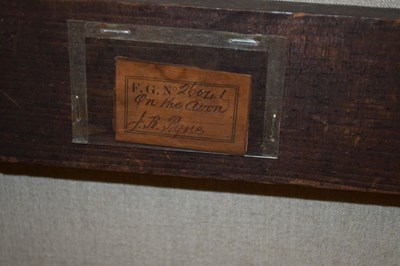 F.G.N
On the Avon
J. B. Pyne